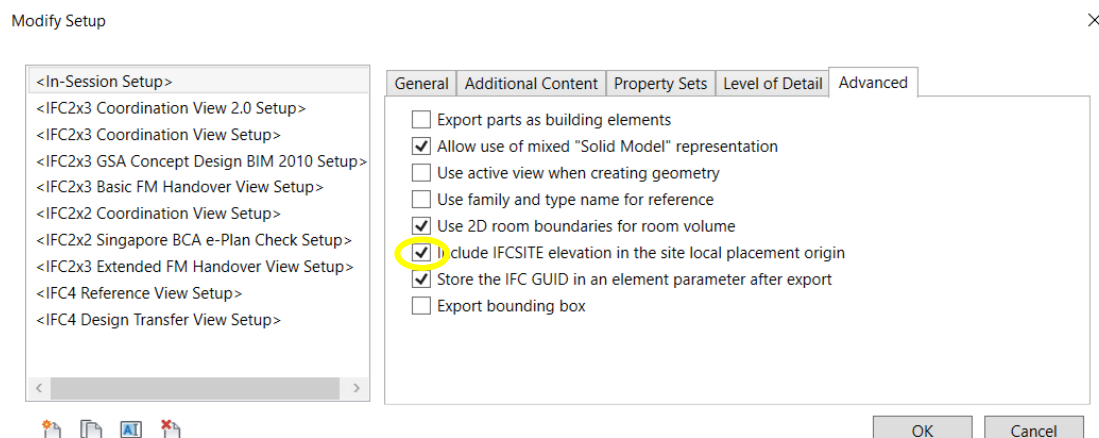 Modify Setup
<In-Session Setup>
<IFC2x3 Coordination View 2.0 Setup>
<IFC2x3 Coordination View Setup>
<IFC2x3 GSA Concept Design BIM 2010 Setup>
<IFC2x3 Basic FM Handover View Setup>
<IFC2x2 Coordination View Setup>
<IFC2x2 Singapore BCA e-Plan Check Setup>
<IFC2x3 Extended FM Handover View Setup>
<IFC4 Reference View Setup>
<IFC4 Design Transfer View Setup>
General Additional Content Property Sets Level of Detail Advanced
Export parts as building elements
Allow use of mixed "Solid Model" representation
Use active view when creating geometry
Use family and type name for reference
Use 2D room boundaries for room volume
Include IFCSITE elevation in the site local placement origin
Store the IFC GUID in an element parameter after export
Export bounding box
AI
OK Cancel